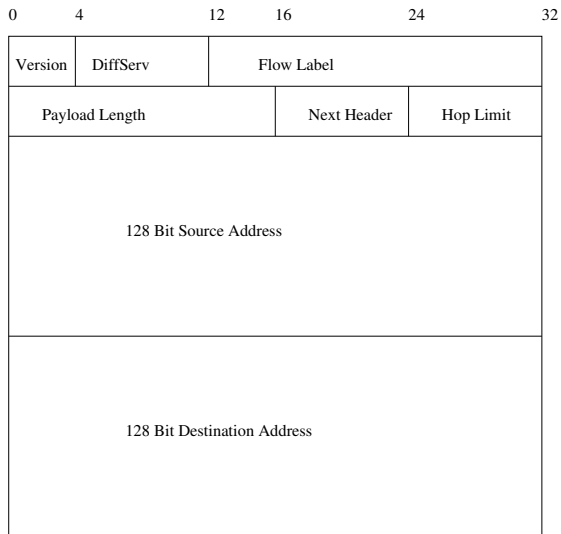 0 4 12 16 24 32
Version DiffServ Flow Label
Payload Length Next Header Hop Limit
128 Bit Source Address
128 Bit Destination Address